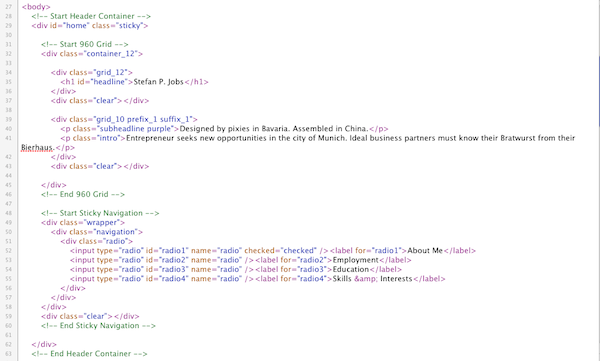 27 <body>
28 <!-- Start Header Container -->
29 <div id="home" class="sticky">
30
31 <!-- Start 960 Grid -->
32 <div class="container_12">
33
34 <div class="grid_12">
35 <h1 id="headline">Stefan P. Jobs</h1>
36 </div>
37 <div class="clear"></div>
38
39 <div class="grid_10 prefix_1 suffix_1">
40 <p class="subheadline purple">Designed by pixies in Bavaria. Assembled in China.</p>
41 <p class="intro">Entrepreneur seeks new opportunities in the city of Munich. Ideal business partners must know their Bratwurst from their
Bierhaus.</p>
42 </div>
43 <div class="clear"></div>
44
45 </div>
46 <!-- End 960 Grid -->
47
48 <!-- Start Sticky Navigation -->
49 <div class="wrapper">
50 <div class="navigation">
51 <div class="radio">
52 <input type="radio" id="radio1" name="radio" checked="checked" /><label for="radio1">About Me</label>
53 <input type="radio" id="radio2" name="radio" /><label for="radio2">Employment</label>
54 <input type="radio" id="radio3" name="radio" /><label for="radio3">Education</label>
55 <input type="radio" id="radio4" name="radio" /><label for="radio4">Skills &amp; Interests</label>
56 </div>
57 </div>
58 </div>
59 <div class="clear"></div>
60 <!-- End Sticky Navigation -->
61
62 </div>
63 <!-- End Header Container -->